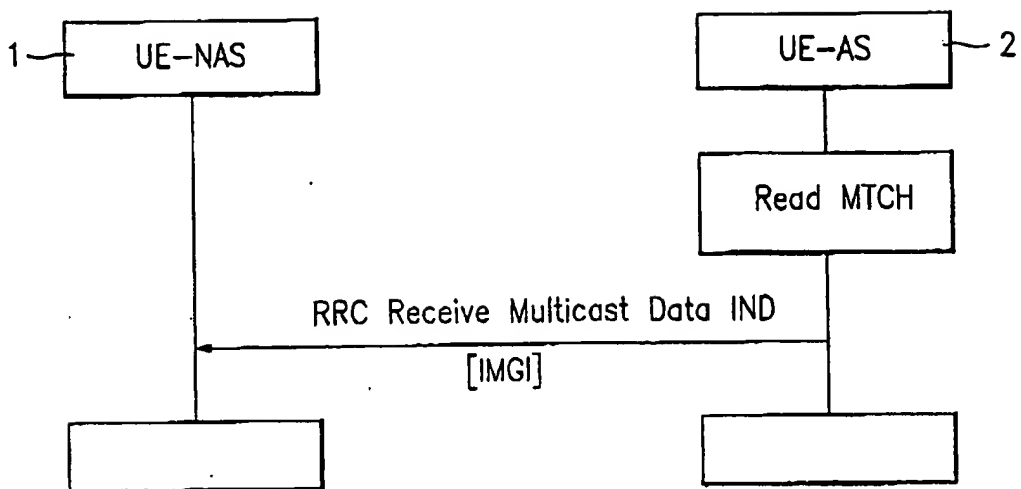 1
UE-NAS
UE-AS
2
Read MTCH
RRC Receive Multicast Data IND
[IMGI]